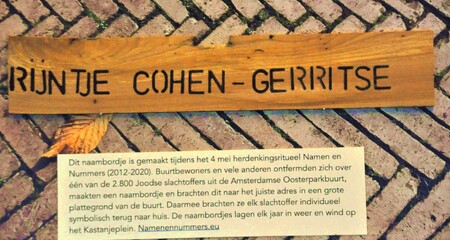 RIJNTJE COHEN-GERRITSE
Dit naambordje is gemaakt tijdens het 4 mei herdenkingsritueel Namen en
Nummers (2012-2020). Buurtbewoners en vele anderen ontfermden zich over
één van de 2.800 Joodse slachtoffers uit de Amsterdamse Oosterparkbuurt,
maakten een naambordje en brachten dit naar het juiste adres in een grote
plattegrond van de buurt. Daarmee brachten ze elk slachtoffer individueel
symbolisch terug naar huis. De naambordjes lagen elk jaar in weer en wind op
het Kastanjeplein. Namenennummers.eu